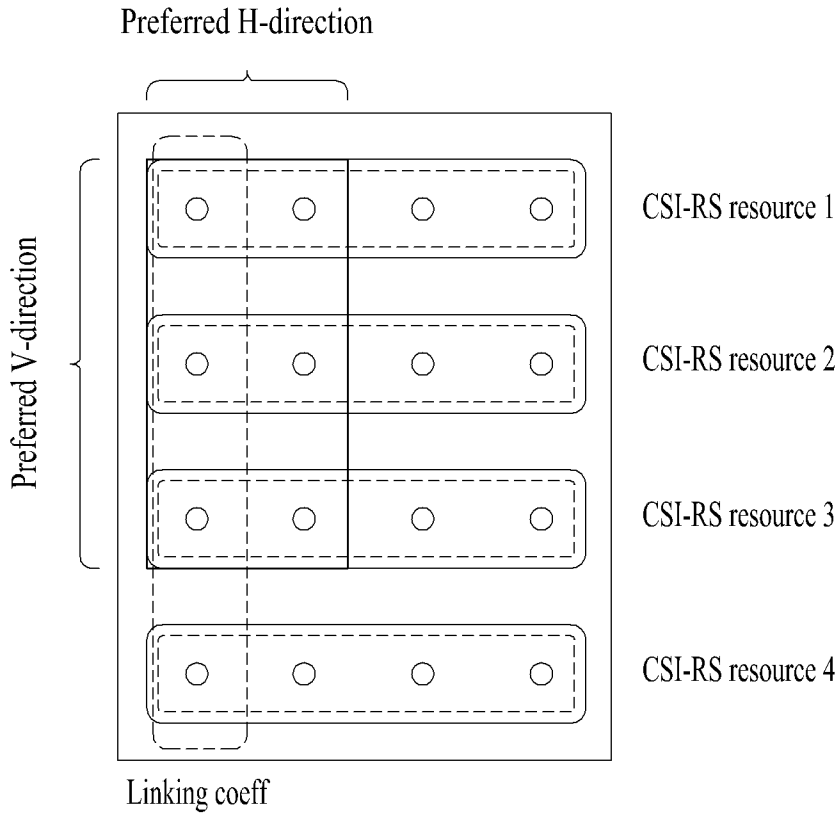 Preferred H-direction
Preferred V-direction
CSI-RS resource 1
CSI-RS resource 2
CSI-RS resource 3
CSI-RS resource 4
Linking coeff